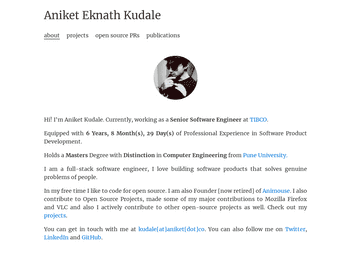 Aniket Eknath Kudale
about projects open source PRs publications
Hi! I'm Aniket Kudale. Currently, working as a Senior Software Engineer at TIBCO.
Equipped with 6 Years, 8 Month(s), 29 Day(s) of Professional Experience in Software Product
Development.
Holds a Masters Degree with Distinction in Computer Engineering from Pune University.
I am a full-stack software engineer, I love building software products that solves genuine
problems of people.
In my free time I like to code for open source. I am also Founder [now retired] of Animouse. I also
contribute to Open Source Projects, made some of my major contributions to Mozilla Firefox
and VLC and also I actively contribute to other open-source projects as well. Check out my
projects.
You can get in touch with me at kudale[at]aniket[dot]co. You can also follow me on Twitter,
LinkedIn and GitHub.